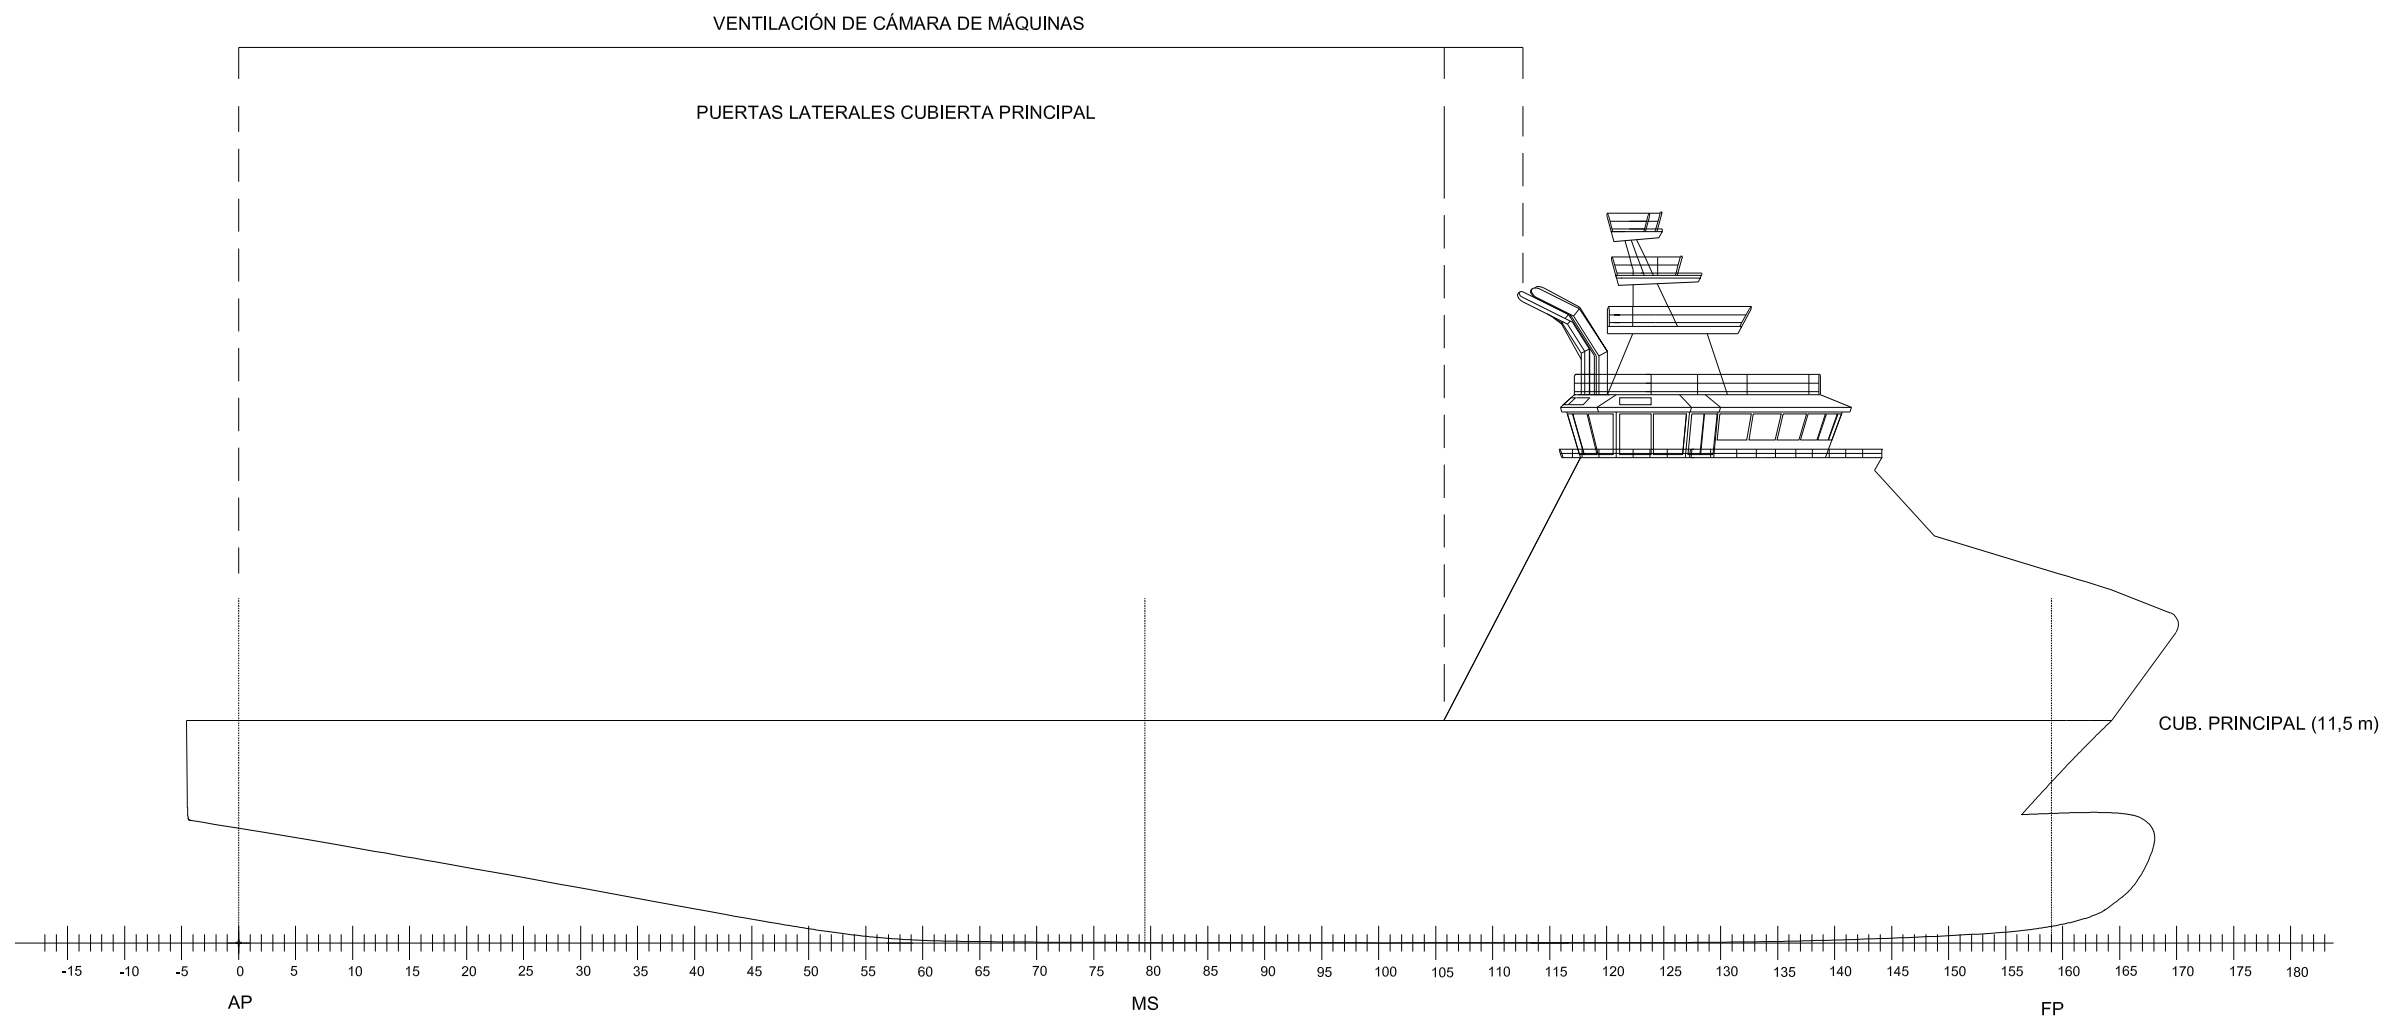 VENTILACIÓN DE CÁMARA DE MÁQUINAS
PUERTAS LATERALES CUBIERTA PRINCIPAL
CUB. PRINCIPAL (11,5 m)
-15 -10 -5 0 5 10 15 20 25 30 35 40 45 50 55 60 65 70 75 80 85 90 95 100 105 110 115 120 125 130 135 140 145 150 155 160 165 170 175 180
AP MS FP